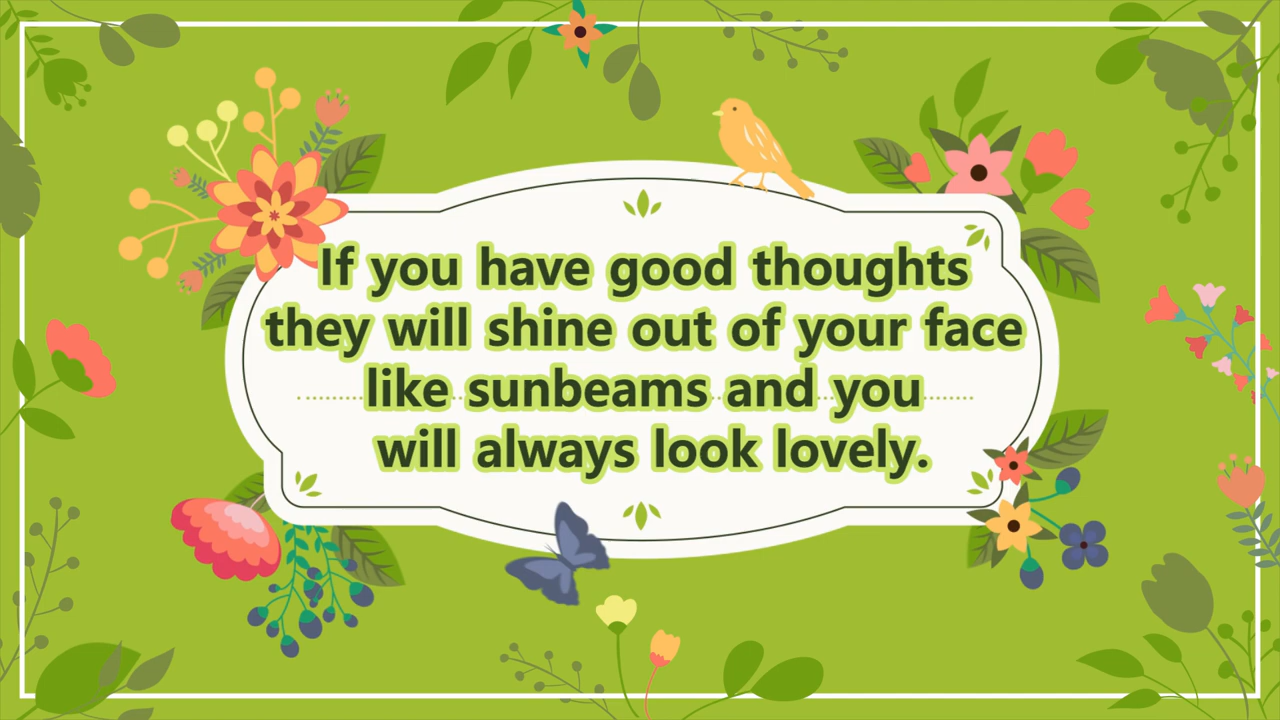 If you have good thoughts
they will shine out of your face
like sunbeams and you
will always look lovely.